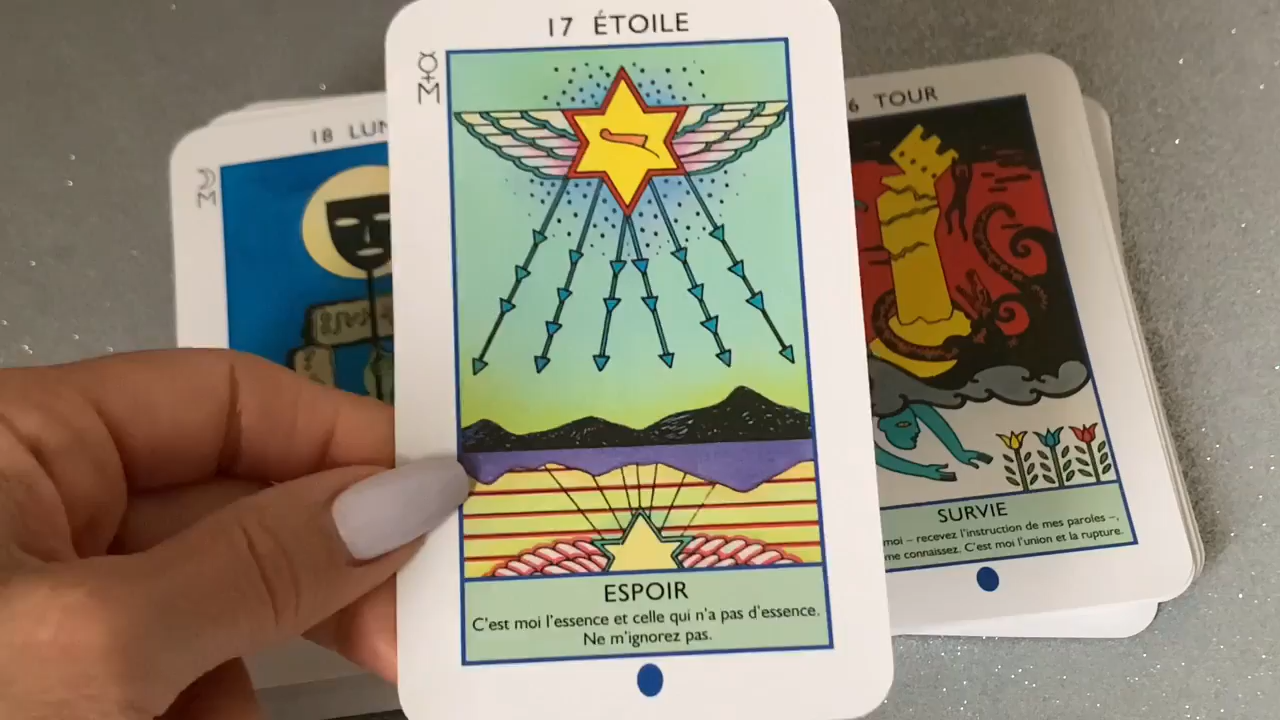 17 ÉTOILE
ESPOIR
C'est moi l'essence et celle qui n'a pas d'essence.
Ne m'ignorez pas.
18 LUN
6 TOUR
SURVIE
moi – recevez l'instruction de mes paroles –,
me connaissez. C'est moi l'union et la rupture.